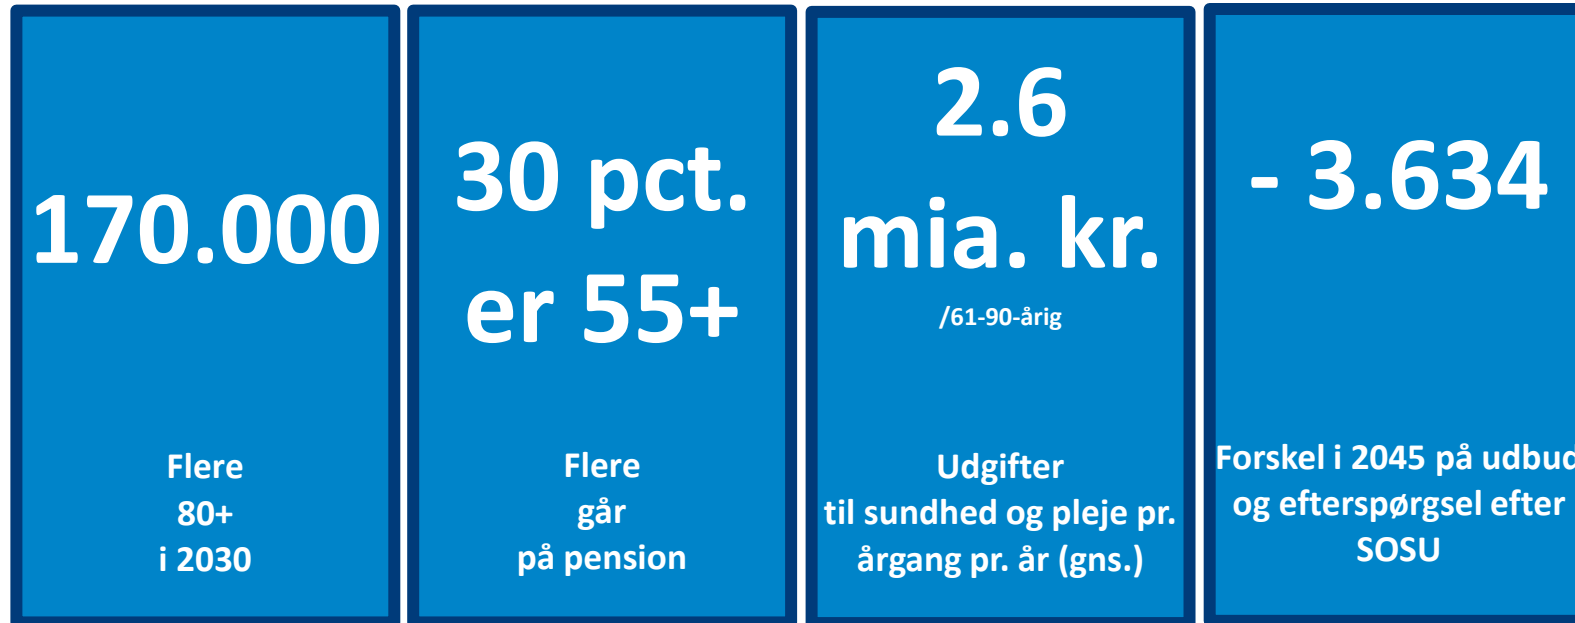 170.000
Flere
80+
i 2030
30 pct.
er 55+
Flere
går
på pension
2.6
mia. kr.
/61-90-årig
Udgifter
til sundhed og pleje pr.
årgang pr. år (gns.)
- 3.634
Forskel i 2045 på udbud
og efterspørgsel efter
SOSU